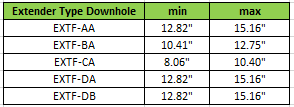 Extender Type Downhole min max
EXTF-AA 12.82" 15.16"
EXTF-BA 10.41" 12.75"
EXTF-CA 8.06" 10.40"
EXTF-DA 12.82" 15.16"
EXTF-DB 12.82" 15.16"